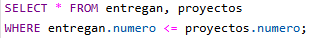 SELECT * FROM entregan, proyectos
WHERE entregan.numero <= proyectos.numero;